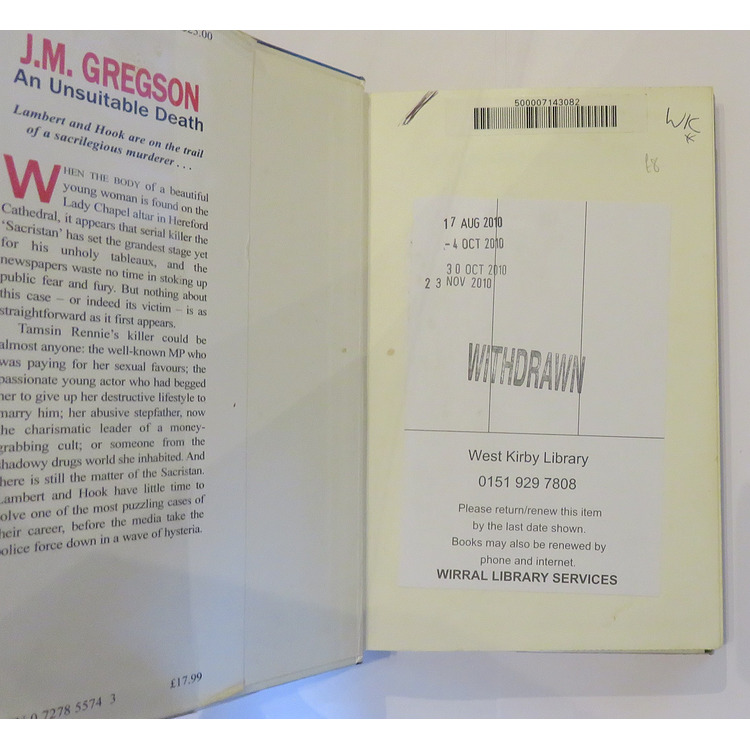 J.M. GREGSON
An Unsuitable Death
Lambert and Hook are on the trail
of a sacrilegious murderer . . .
WHEN THE BODY of a beautiful
young woman is found on the
Lady Chapel altar in Hereford
Cathedral, it appears that serial killer the
'Sacristan' has set the grandest stage yet
for his unholy tableaux, and the
newspapers waste no time in stoking up
public fear and fury. But nothing about
this case – or indeed its victim – is as
straightforward as it first appears.
Tamsin Rennie's killer could be
almost anyone: the well-known MP who
was paying for her sexual favours; the
passionate young actor who had begged
her to give up her destructive lifestyle to
marry him; her abusive stepfather, now
the charismatic leader of a money-
grabbing cult; or someone from the
shadowy drugs world she inhabited. And
here is still the matter of the Sacristan.
Lambert and Hook have little time to
olve one of the most puzzling cases of
heir career, before the media take the
olice force down in a wave of hysteria.
£17.99
0 7278 5574 3
500007143082
WK
£8
17 AUG 2010
-4 OCT 2010
30 OCT 2010
23 NOV 2010
WITHDRAWN
West Kirby Library
0151 929 7808
Please return/renew this item
by the last date shown.
Books may also be renewed by
phone and internet.
WIRRAL LIBRARY SERVICES